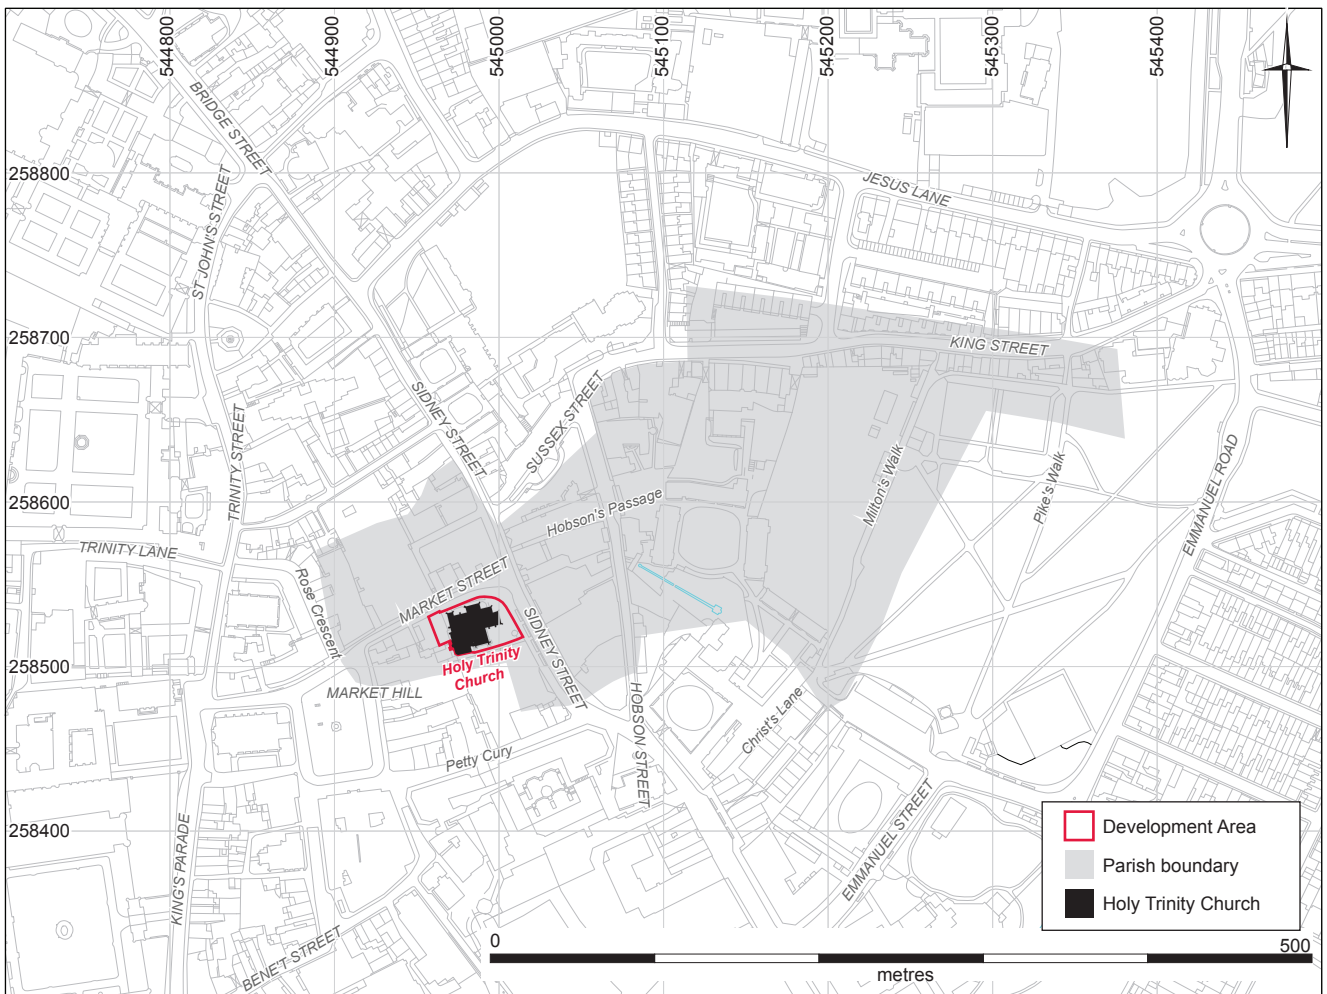 544800
544900
545000
545100
545200
545300
545400
258800
258700
258600
258500
258400
BRIDGE STREET
ST JOHN'S STREET
JESUS LANE
KING STREET
SIDNEY STREET
SUSSEX STREET
TRINITY STREET
TRINITY LANE
Rose Crescent
Hobson's Passage
Milton's Walk
Pike's Walk
EMMANUEL ROAD
MARKET STREET
SIDNEY STREET
Holy Trinity
Church
MARKET HILL
HOBSON STREET
Christ's Lane
Petty Cury
KING'S PARADE
EMMANUEL STREET
BENE'T STREET
Development Area
Parish boundary
Holy Trinity Church
0
500
metres